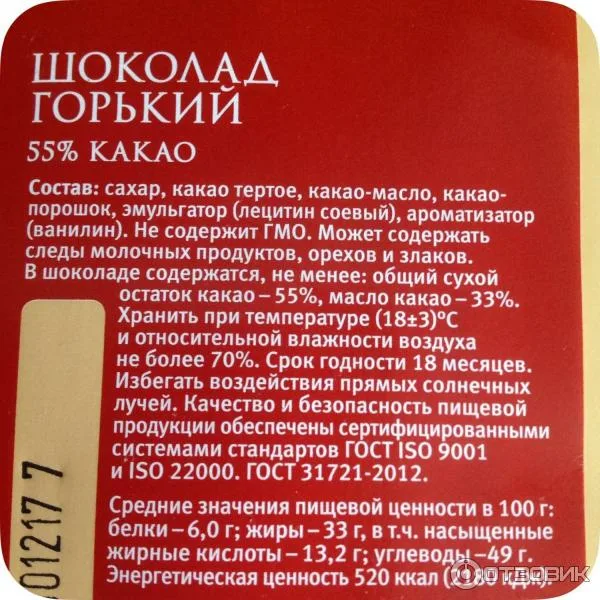 ШОКОЛАД
ГОРЬКИЙ
55% КАКАО
Состав: сахар, какао тертое, какао-масло, какао-
порошок, эмульгатор (лецитин соевый), ароматизатор
(ванилин). Не содержит ГМО. Может содержать
следы молочных продуктов, орехов и злаков.
В шоколаде содержатся, не менее: общий сухой
остаток какао – 55%, масло какао – 33%.
Хранить при температуре (18±3)°С
и относительной влажности воздуха
не более 70%. Срок годности 18 месяцев.
Избегать воздействия прямых солнечных
лучей. Качество и безопасность пищевой
продукции обеспечены сертифицированными
системами стандартов ГОСТ ISO 9001
и ISO 22000. ГОСТ 31721-2012.
Средние значения пищевой ценности в 100 г:
белки – 6,0 г; жиры – 33 г, в т.ч. насыщенные
жирные кислоты – 13,2 г; углеводы – 49 г.
Энергетическая ценность 520 ккал
01217 7
ОТЗОВИК